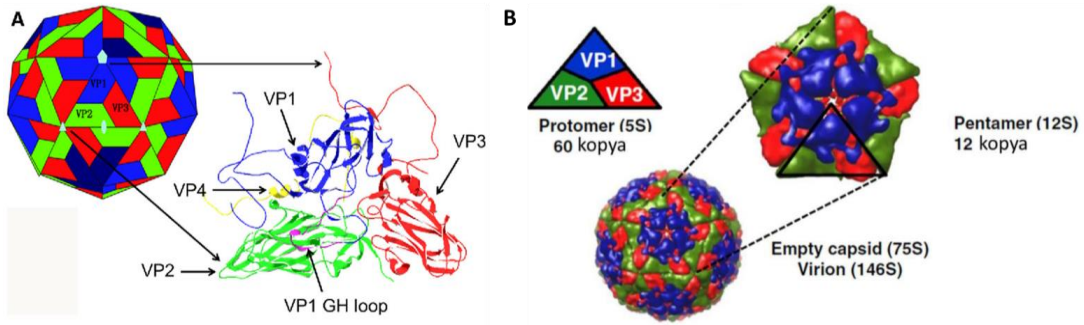 A
VP1
VP2
VP3
VP1
VP3
VP4
VP2
VP1 GH loop
B
VP1
VP2
VP3
Protomer (5S)
60 kopya
Pentamer (12S)
12 kopya
Empty capsid (75S)
Virion (146S)